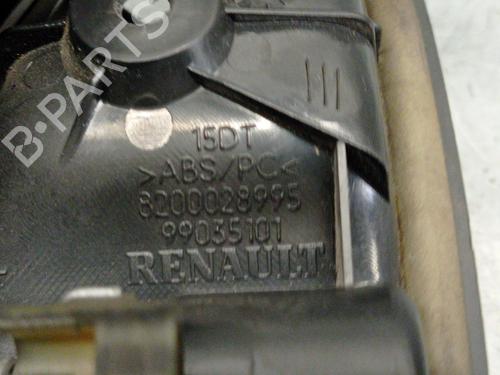 B-PARTS
15DT
>ABS/PC<
8200028995
99035101
RENAULT